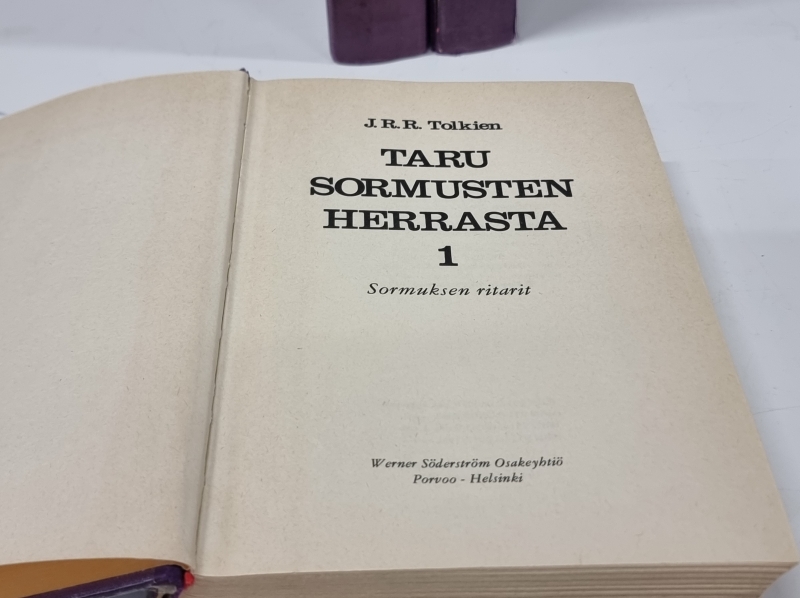 J.R.R. Tolkien
TARU
SORMUSTEN
HERRASTA
1
Sormuksen ritarit
Werner Söderström Osakeyhtiö
Porvoo - Helsinki